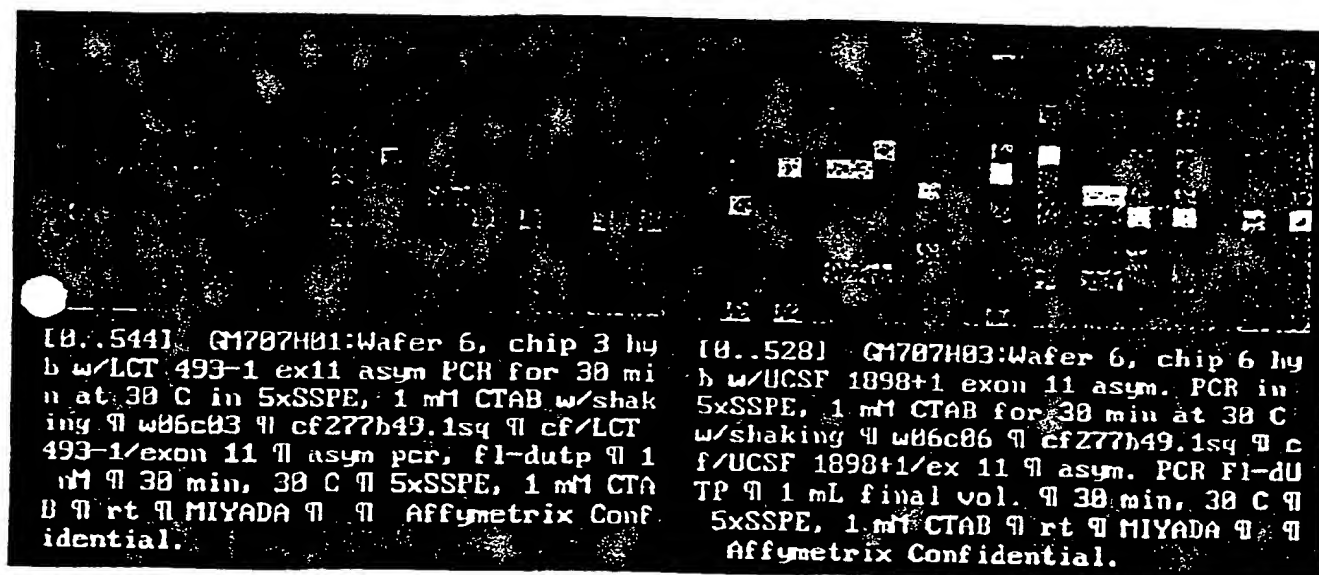 [0..544]  GM707H01:Wafer 6, chip 3 hy
b w/LCT 493-1 ex11 asym PCR for 30 mi
n at 30 C in 5xSSPE, 1 mM CTAB w/shak
ing ¶ w06c03 ¶ cf277b49.1sq ¶ cf/LCT
493-1/exon 11 ¶ asym pcr, fl-dutp ¶ 1
nM ¶ 30 min, 30 C ¶ 5xSSPE, 1 mM CTA
B ¶ rt ¶ MIYADA ¶  ¶  Affymetrix Conf
idential.
[0..528]  GM707H03:Wafer 6, chip 6 hy
b w/UCSF 1898+1 exon 11 asym. PCR in
5xSSPE, 1 mM CTAB for 30 min at 30 C
w/shaking ¶ w06c06 ¶ cf277b49.1sq ¶ c
f/UCSF 1898+1/ex 11 ¶ asym. PCR Fl-dU
TP ¶ 1 mL final vol. ¶ 30 min, 30 C ¶
5xSSPE, 1 mM CTAB ¶ rt ¶ MIYADA ¶  ¶
Affymetrix Confidential.